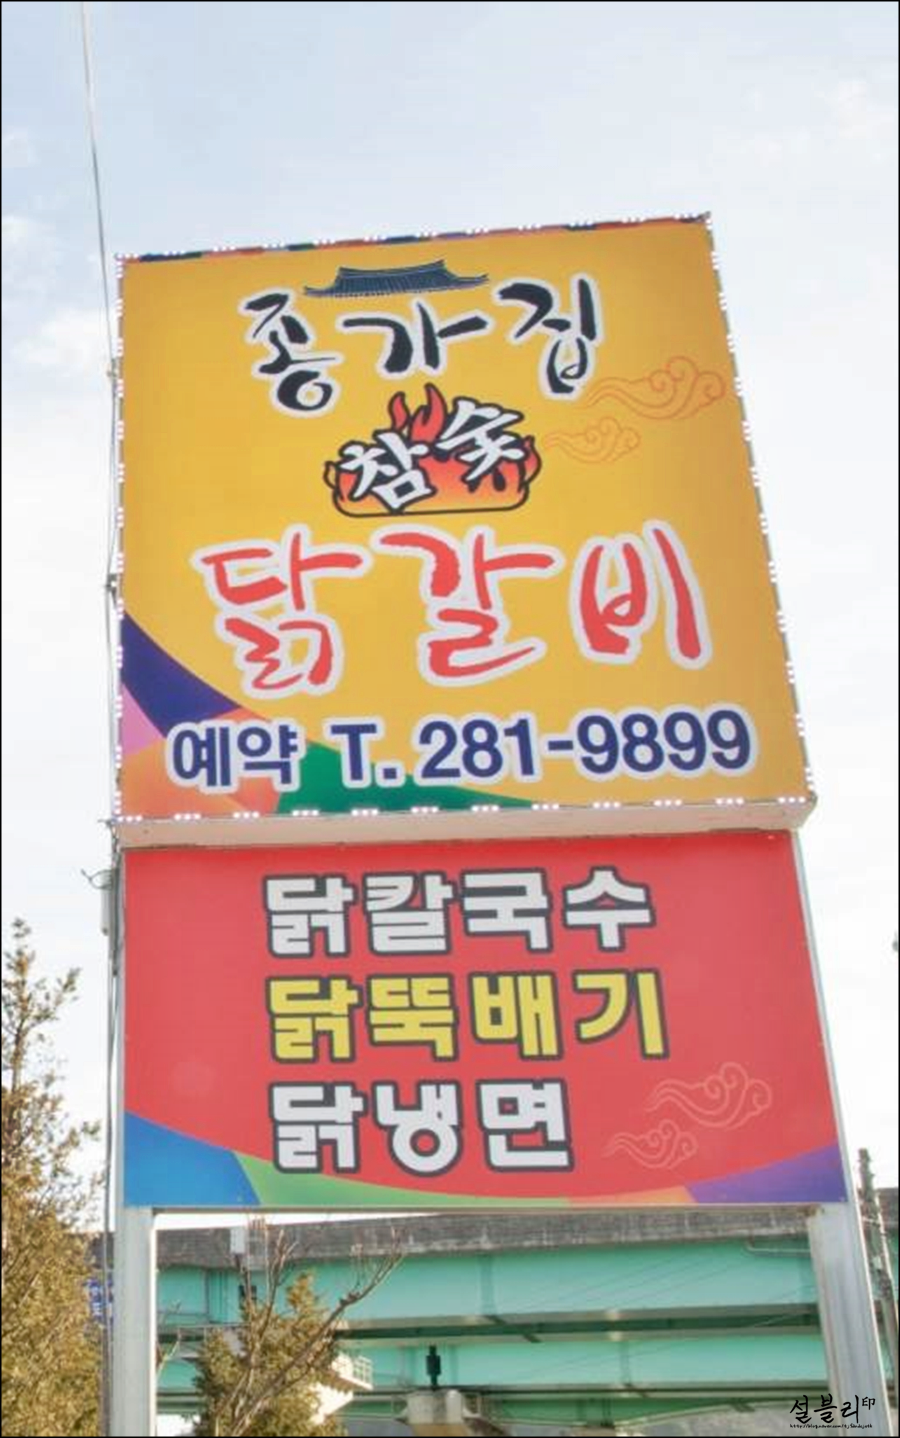 종가집
참숯
닭갈비
예약 T. 281-9899
닭칼국수
닭뚝배기
닭냉면
설블리印